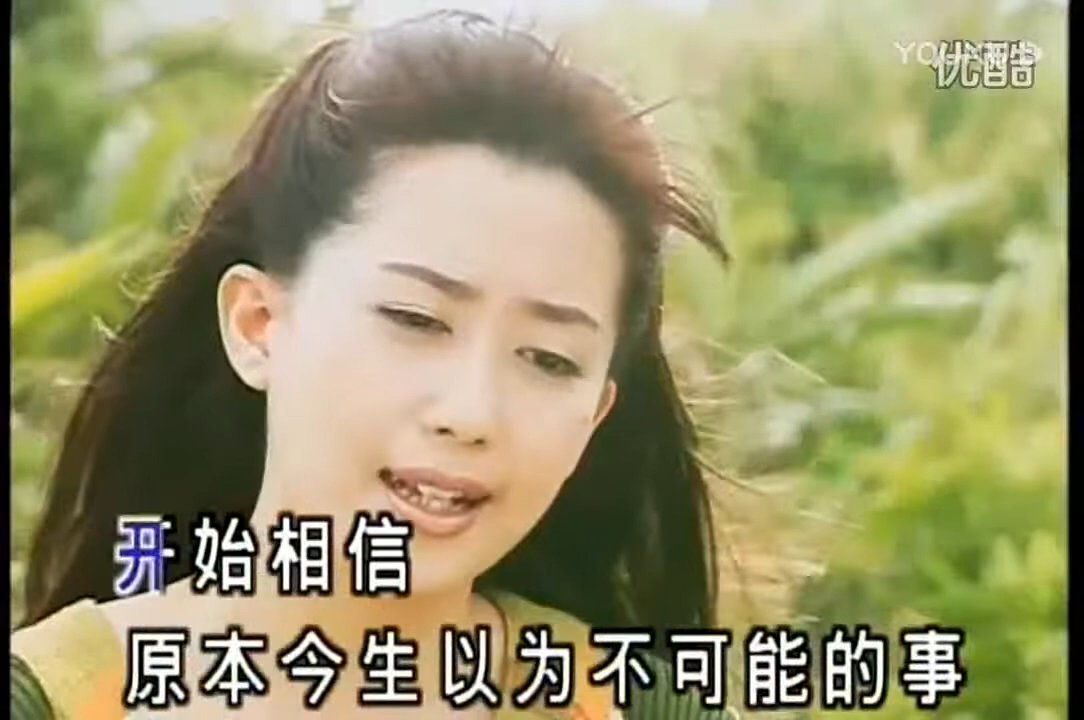 优酷
开始相信
原本今生以为不可能的事